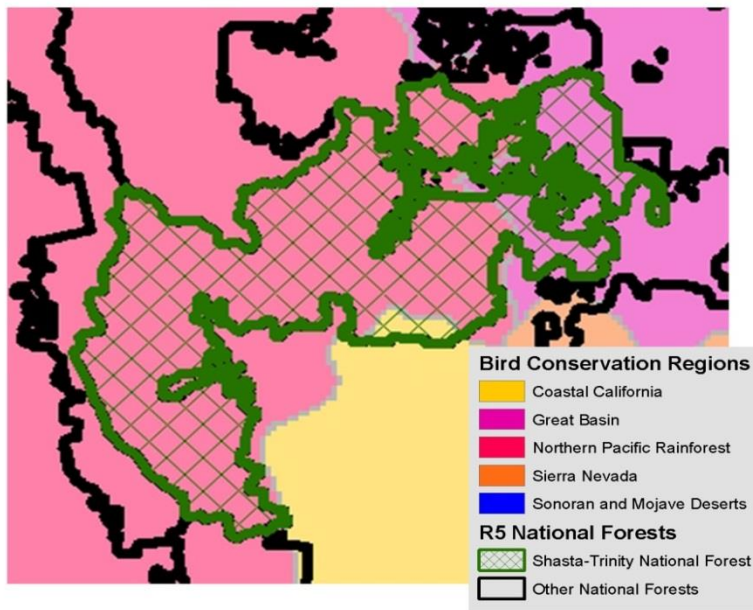 Bird Conservation Regions
Coastal California
Great Basin
Northern Pacific Rainforest
Sierra Nevada
Sonoran and Mojave Deserts
R5 National Forests
Shasta-Trinity National Forest
Other National Forests